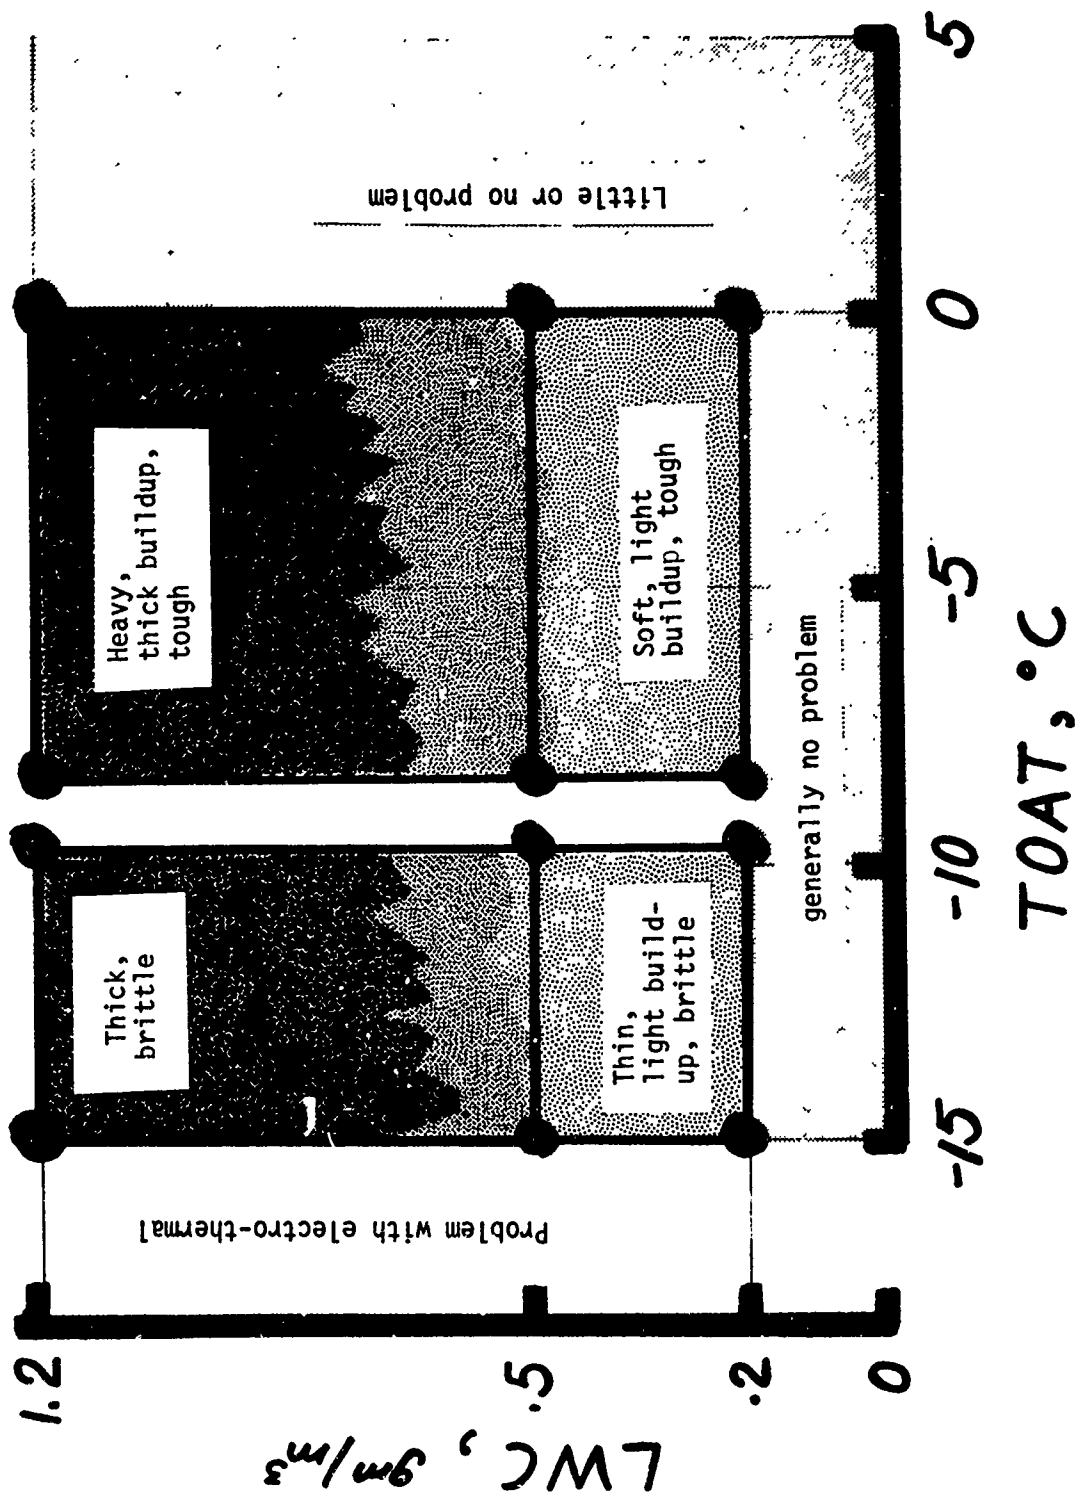 LWC, gm/m³
1.2
.5
.2
0
Problem with electro-thermal
Thick,
brittle
Heavy,
thick buildup,
tough
Thin,
light build-
up, brittle
Soft, light
buildup, tough
Little or no problem
generally no problem
-15
-10
-5
0
5
TOAT, °C